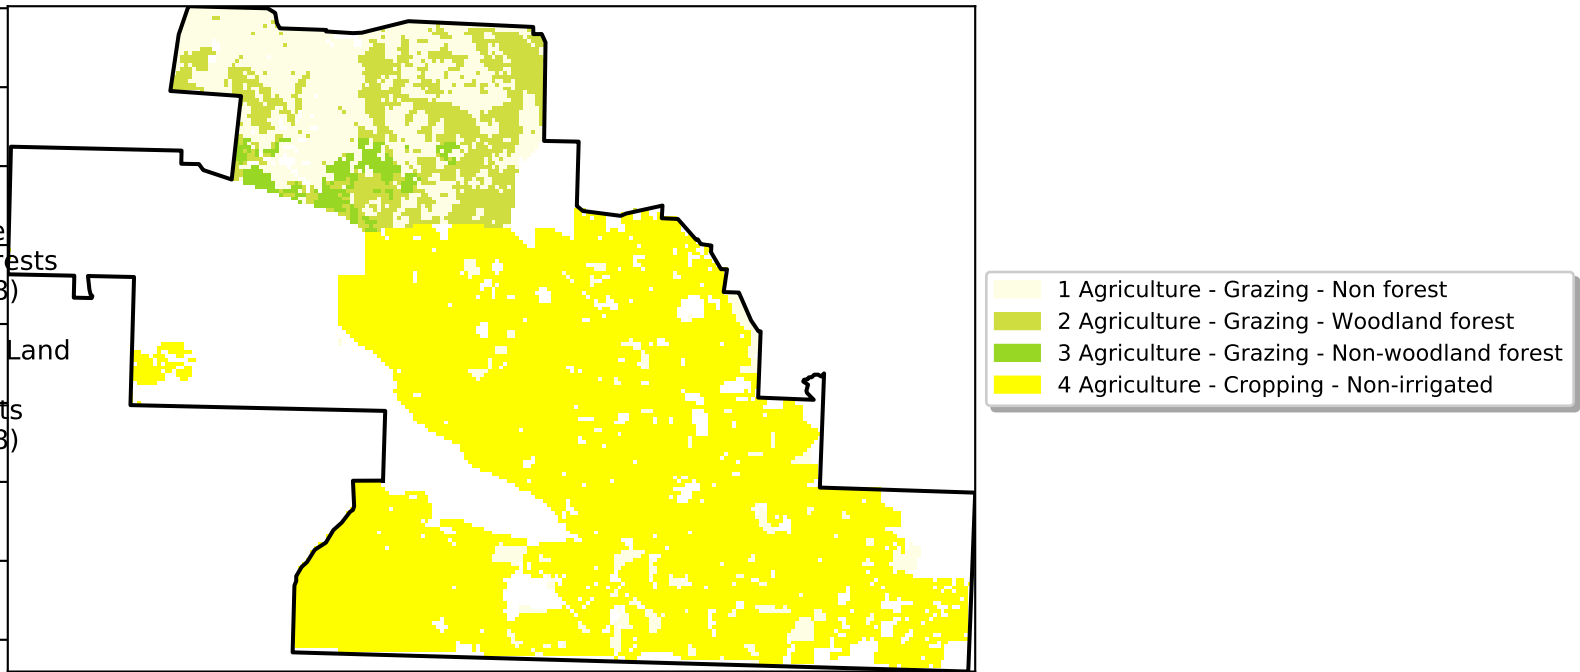 Land
1 Agriculture - Grazing - Non forest
2 Agriculture - Grazing - Woodland forest
3 Agriculture - Grazing - Non-woodland forest
4 Agriculture - Cropping - Non-irrigated